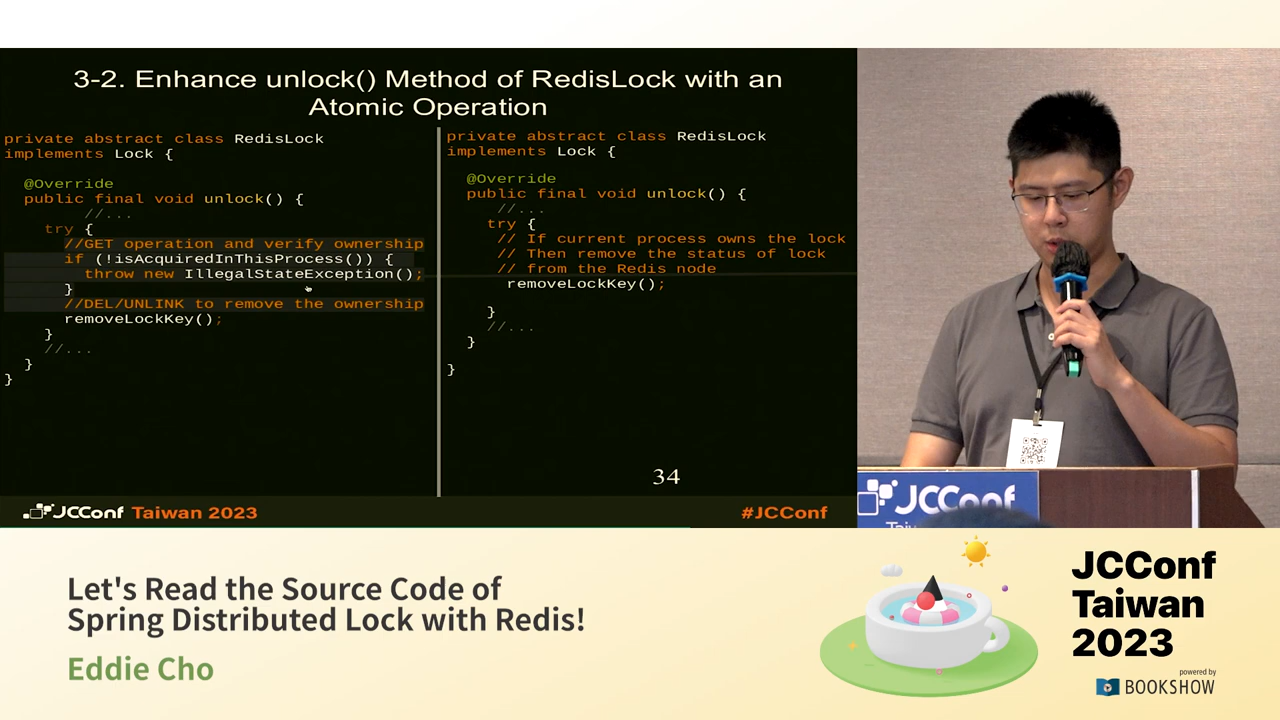 3-2. Enhance unlock() Method of RedisLock with an
Atomic Operation
private abstract class RedisLock
implements Lock {
@Override
public final void unlock() {
//...
try {
//GET operation and verify ownership
if (!isAcquiredInThisProcess()) {
throw new IllegalStateException();
}
//DEL/UNLINK to remove the ownership
removeLockKey();
}
//...
}
}
private abstract class RedisLock
implements Lock {
@Override
public final void unlock() {
//...
try {
// If current process owns the lock
// Then remove the status of lock
// from the Redis node
removeLockKey();
}
//...
}
}
34
JCConf Taiwan 2023
#JCConf
JCConf
Let's Read the Source Code of
Spring Distributed Lock with Redis!
Eddie Cho
JCConf
Taiwan
2023
powered by
BOOKSHOW